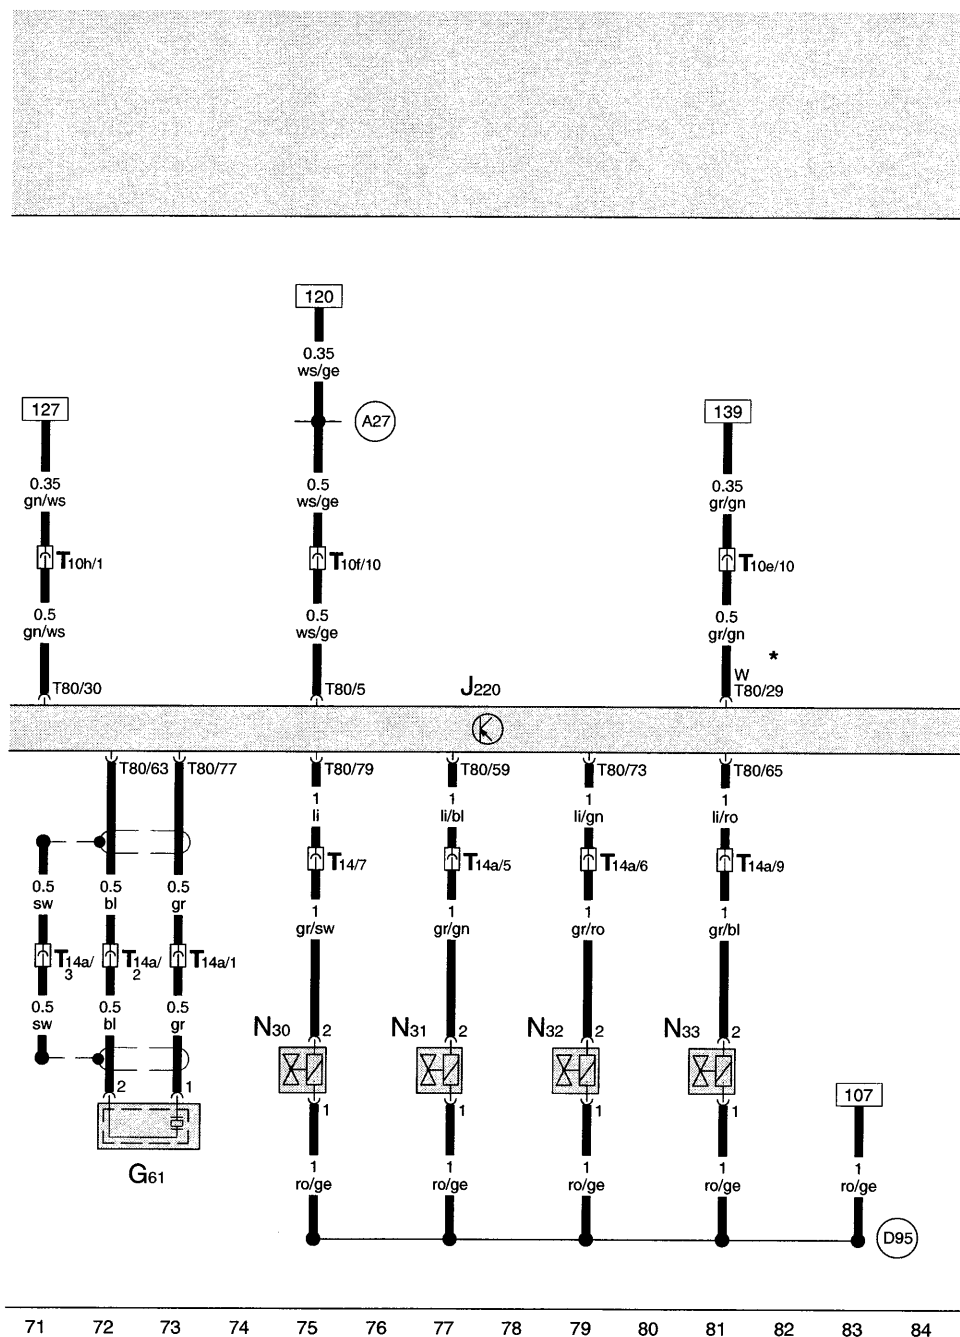 120
0.35
ws/ge
A27
127
139
0.35
gn/ws
0.5
ws/ge
0.35
gr/gn
T10h/1
T10f/10
T10e/10
0.5
gn/ws
0.5
ws/ge
0.5
gr/gn
*
W
T80/30
T80/5
J220
T80/29
T80/63
T80/77
T80/79
T80/59
T80/73
T80/65
1
li
1
li/bl
1
li/gn
1
li/ro
T14/7
T14a/5
T14a/6
T14a/9
0.5
sw
0.5
bl
0.5
gr
1
gr/sw
1
gr/gn
1
gr/ro
1
gr/bl
T14a/
3
T14a/
2
T14a/1
0.5
sw
0.5
bl
0.5
gr
N30
2
N31
2
N32
2
N33
2
2
1
1
1
1
1
107
G61
1
ro/ge
1
ro/ge
1
ro/ge
1
ro/ge
1
ro/ge
D95
71 72 73 74 75 76 77 78 79 80 81 82 83 84